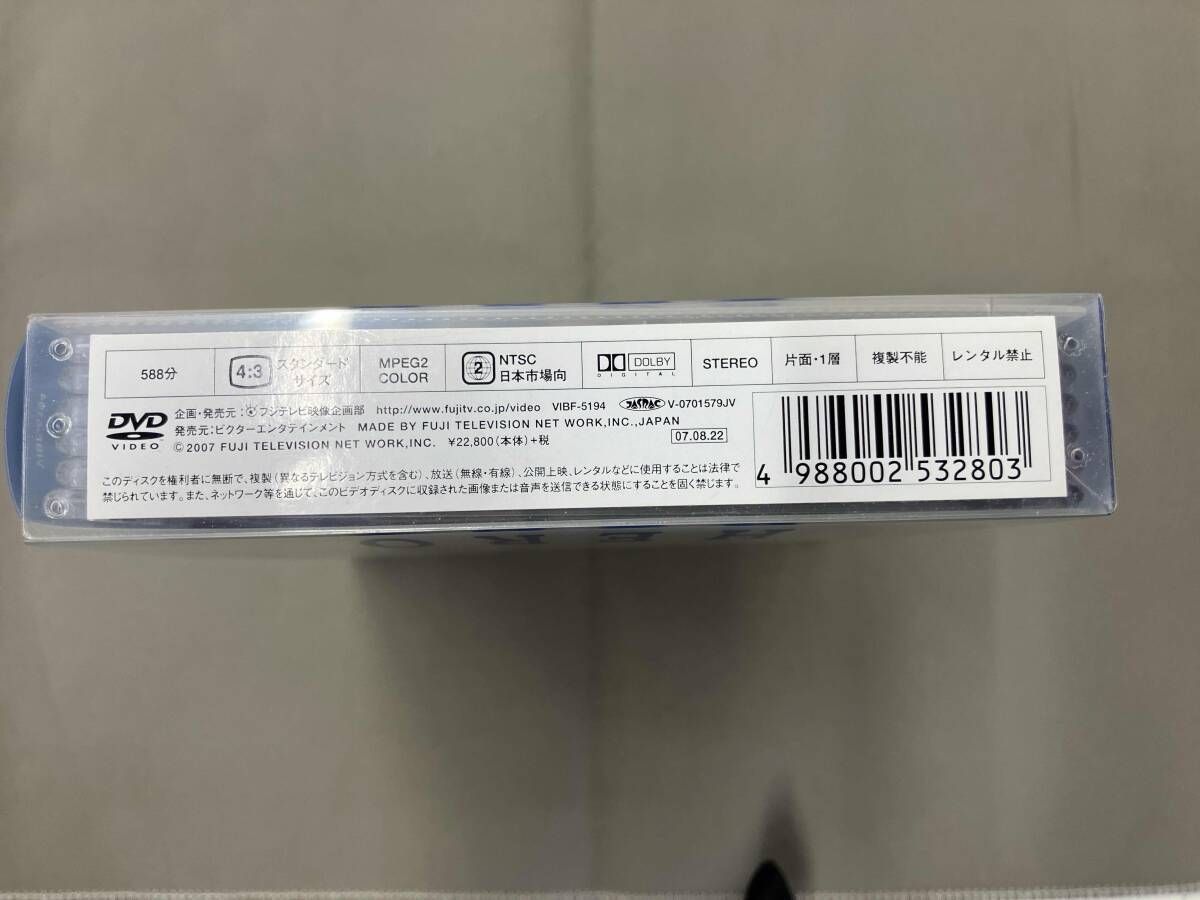 588分
4:3 スタンダードサイズ
MPEG2 COLOR
2 NTSC 日本市場向
DOLBY DIGITAL
STEREO
片面・1層
複製不能
レンタル禁止
DVD VIDEO
企画・発売元：フジテレビ映像企画部 http://www.fujitv.co.jp/video VIBF-5194 JASRAC V-0701579JV
発売元：ビクターエンタテインメント MADE BY FUJI TELEVISION NET WORK,INC.,JAPAN
©2007 FUJI TELEVISION NET WORK,INC. ¥22,800(本体)+税
07.08.22
このディスクを権利者に無断で、複製(異なるテレビジョン方式を含む)、放送(無線・有線)、公開上映、レンタルなどに使用することは法律で
禁じられています。また、ネットワーク等を通じて、このビデオディスクに収録された画像または音声を送信できる状態にすることを固く禁じます。
4 988002 532803
HERO